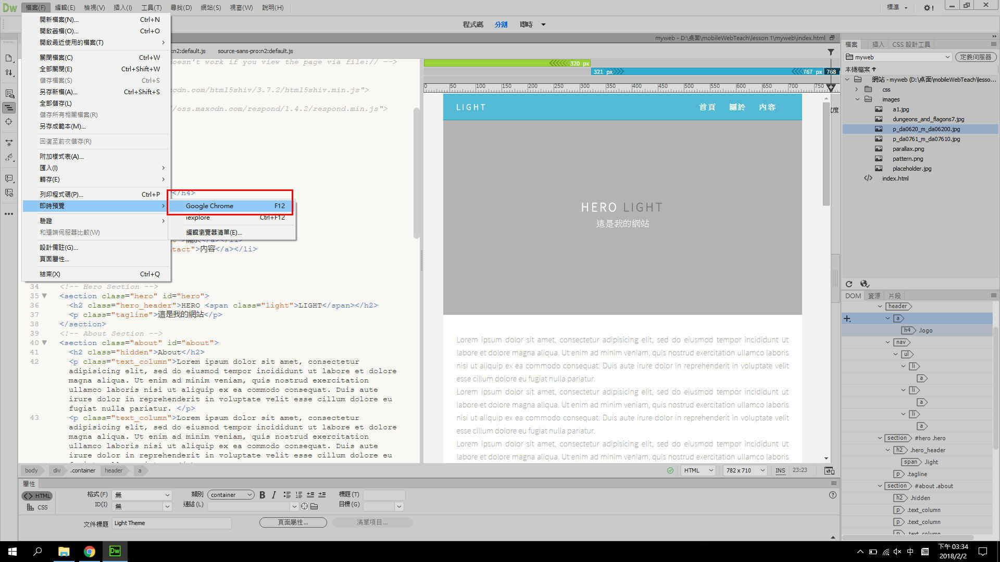 Dw 檔案(F) 編輯(E) 檢視(V) 插入(I) 工具(T) 尋找(D) 網站(S) 視窗(W) 說明(H) 標準
開新檔案(N)... Ctrl+N
開啟舊檔(O)... Ctrl+O
開啟最近使用的檔案(T)
關閉檔案(C) Ctrl+W
全部關閉(E) Ctrl+Shift+W
儲存檔案(S) Ctrl+S
另存新檔(A)... Ctrl+Shift+S
全部儲存(L)
儲存所有相關檔案(R)
另存成範本(M)...
回復至前次儲存(R)
附加樣式表(A)...
匯入(I)
轉存(E)
列印程式碼(P)... Ctrl+P
即時預覽
驗證
和遠端伺服器比較(W)
設計備註(G)...
頁面屬性...
結束(X) Ctrl+Q
Google Chrome F12
iexplore Ctrl+F12
編輯瀏覽器清單(E)...
程式碼 分割 即時
myweb - D:\桌面\mobileWebTeach\lesson 1\myweb\index.html
:n2:default.js source-sans-pro:n2:default.js
doesn't work if you view the page via file:// -->
cdn.com/html5shiv/3.7.2/html5shiv.min.js">
/oss.maxcdn.com/respond/1.4.2/respond.min.js">
</h4>
">關於</a></li>
tact">內容</a></li>
34 <!-- Hero Section -->
35 <section class="hero" id="hero">
36 <h2 class="hero_header">HERO <span class="light">LIGHT</span></h2>
37 <p class="tagline">這是我的網站</p>
38 </section>
39 <!-- About Section -->
40 <section class="about" id="about">
41 <h2 class="hidden">About</h2>
42 <p class="text_column">Lorem ipsum dolor sit amet, consectetur
adipisicing elit, sed do eiusmod tempor incididunt ut labore et dolore
magna aliqua. Ut enim ad minim veniam, quis nostrud exercitation
ullamco laboris nisi ut aliquip ex ea commodo consequat. Duis aute
irure dolor in reprehenderit in voluptate velit esse cillum dolore eu
fugiat nulla pariatur. </p>
43 <p class="text_column">Lorem ipsum dolor sit amet, consectetur
adipisicing elit, sed do eiusmod tempor incididunt ut labore et dolore
magna aliqua. Ut enim ad minim veniam, quis nostrud exercitation
ullamco laboris nisi ut aliquip ex ea commodo consequat. Duis aute
irure dolor in reprehenderit in voluptate velit esse cillum dolore eu
320 px
321 px 767 px 768
0 50 100 150 200 250 300 350 400 450 500 550 600 650 700 750
LIGHT 首頁 關於 內容
HERO LIGHT
這是我的網站
Lorem ipsum dolor sit amet, consectetur adipisicing elit, sed do eiusmod tempor incididunt ut
labore et dolore magna aliqua. Ut enim ad minim veniam, quis nostrud exercitation ullamco laboris
nisi ut aliquip ex ea commodo consequat. Duis aute irure dolor in reprehenderit in voluptate velit
esse cillum dolore eu fugiat nulla pariatur.
Lorem ipsum dolor sit amet, consectetur adipisicing elit, sed do eiusmod tempor incididunt ut
labore et dolore magna aliqua. Ut enim ad minim veniam, quis nostrud exercitation ullamco laboris
nisi ut aliquip ex ea commodo consequat. Duis aute irure dolor in reprehenderit in voluptate velit
esse cillum dolore eu fugiat nulla pariatur.
Lorem ipsum dolor sit amet, consectetur adipisicing elit, sed do eiusmod tempor incididunt ut
labore et dolore magna aliqua. Ut enim ad minim veniam, quis nostrud exercitation ullamco laboris
body div .container header a HTML 782 x 710 INS 23:23
屬性
HTML 格式(F) 無 類別 container B I 標題(T)
CSS ID(I) 無 連結(L) 目標(G)
文件標題 Light Theme 頁面屬性... 清單項目...
檔案 插入 CSS 設計工具
myweb 定義伺服器
本機檔案
網站 - myweb (D:\桌面\mobileWebTeach\lesso...
css
images
a1.jpg
dungeons_and_flagons7.jpg
p_da0620_m_da06200.jpg
p_da0761_m_da07610.jpg
parallax.png
pattern.png
placeholder.jpg
index.html
DOM 資源 片段
header
a
h4 .logo
nav
ul
li
a
li
a
li
a
section #hero .hero
h2 .hero_header
span .light
p .tagline
section #about .about
h2 .hidden
p .text_column
p .text_column
p .text_column
Dw 中 下午 03:34
2018/2/2